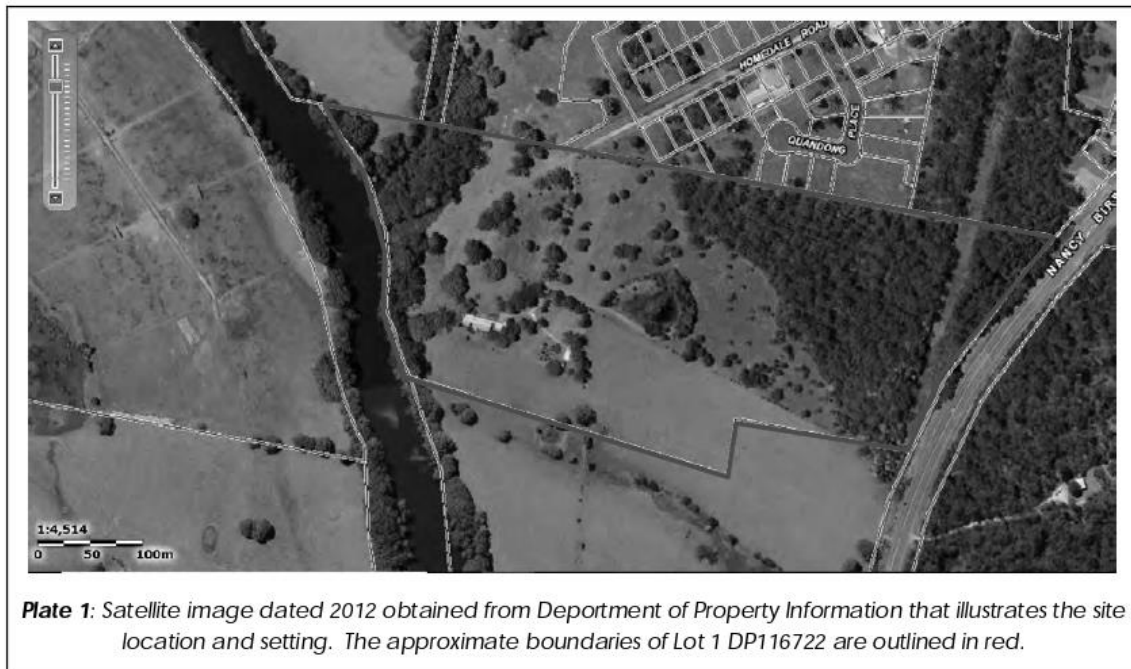 HOMEDALE ROAD
PLACE
QUANDONG
NANCY BIRD
1:4,514
0 50 100m
Plate 1: Satellite image dated 2012 obtained from Deportment of Property Information that illustrates the site
location and setting. The approximate boundaries of Lot 1 DP116722 are outlined in red.